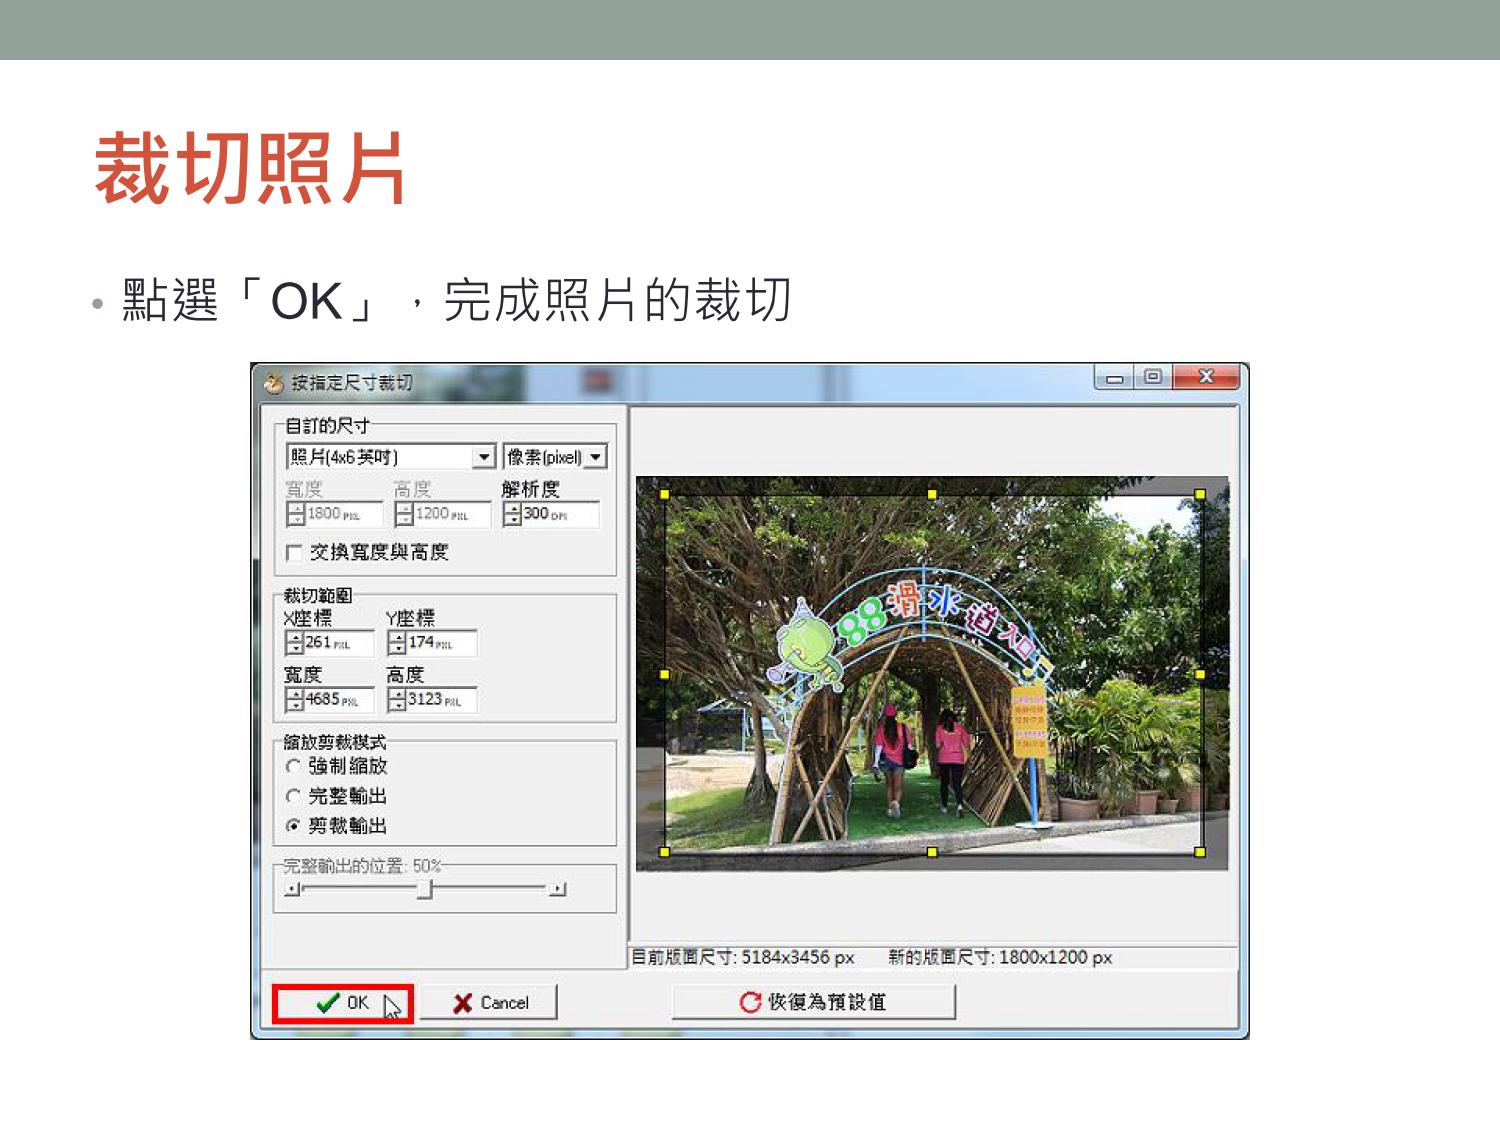 裁切照片
• 點選「OK」，完成照片的裁切
按指定尺寸裁切
自訂的尺寸
照片(4x6 英吋) 像素(pixel)
寬度 高度 解析度
1800 PXL 1200 PXL 300 DPI
交換寬度與高度
裁切範圍
X座標 Y座標
261 PXL 174 PXL
寬度 高度
4685 PXL 3123 PXL
縮放剪裁模式
強制縮放
完整輸出
剪裁輸出
完整輸出的位置: 50%
88滑水道入口
目前版面尺寸: 5184x3456 px 新的版面尺寸: 1800x1200 px
OK Cancel 恢復為預設值